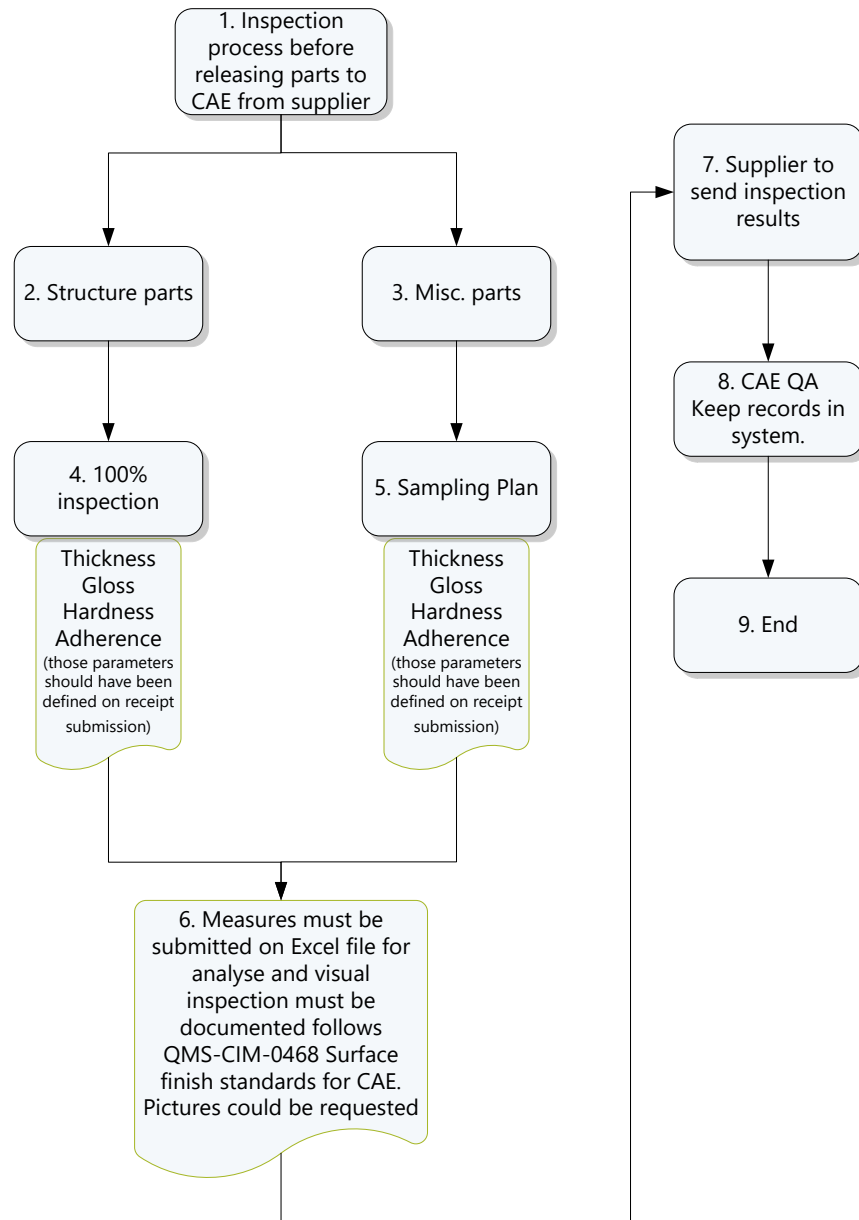 1. Inspection
process before
releasing parts to
CAE from supplier
2. Structure parts
3. Misc. parts
4. 100%
inspection
5. Sampling Plan
Thickness
Gloss
Hardness
Adherence
(those parameters
should have been
defined on receipt
submission)
Thickness
Gloss
Hardness
Adherence
(those parameters
should have been
defined on receipt
submission)
6. Measures must be
submitted on Excel file for
analyse and visual
inspection must be
documented follows
QMS-CIM-0468 Surface
finish standards for CAE.
Pictures could be requested
7. Supplier to
send inspection
results
8. CAE QA
Keep records in
system.
9. End